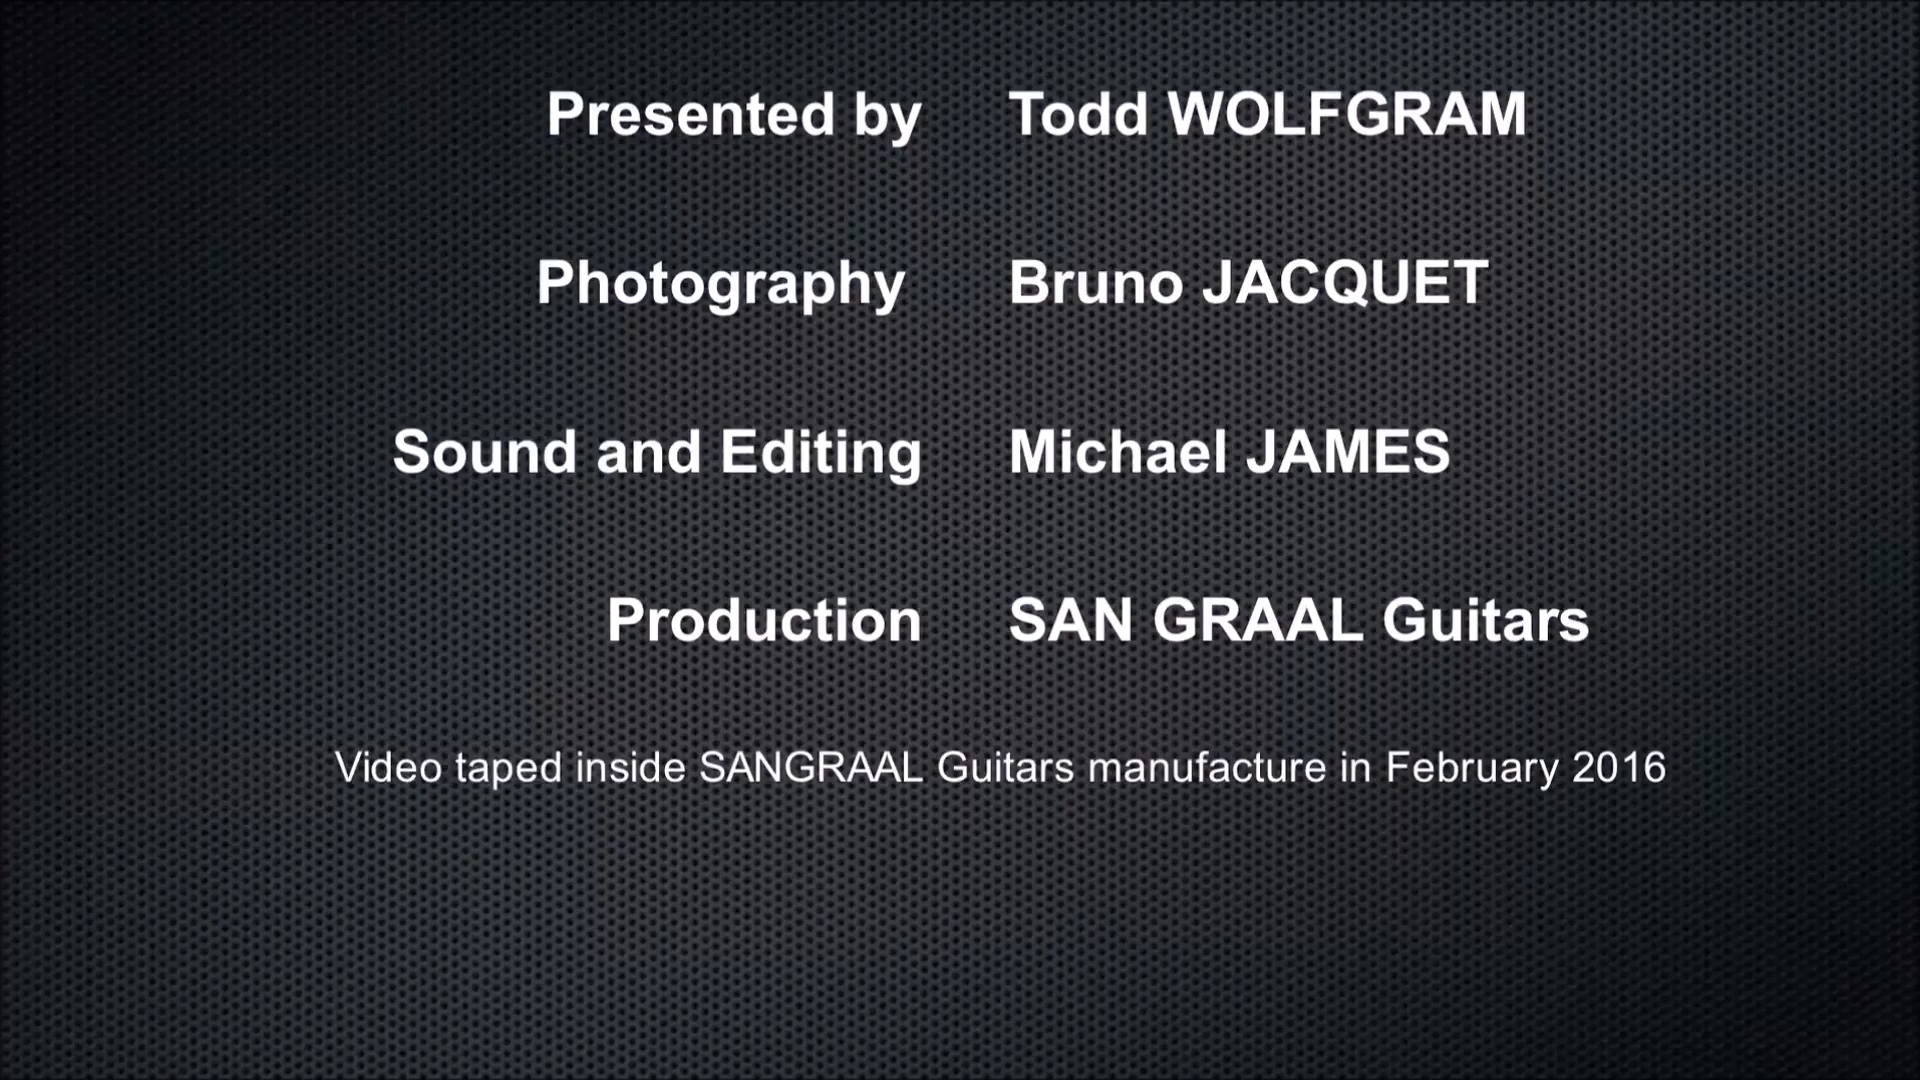 Presented by Todd WOLFGRAM
Photography Bruno JACQUET
Sound and Editing Michael JAMES
Production SAN GRAAL Guitars
Video taped inside SANGRAAL Guitars manufacture in February 2016